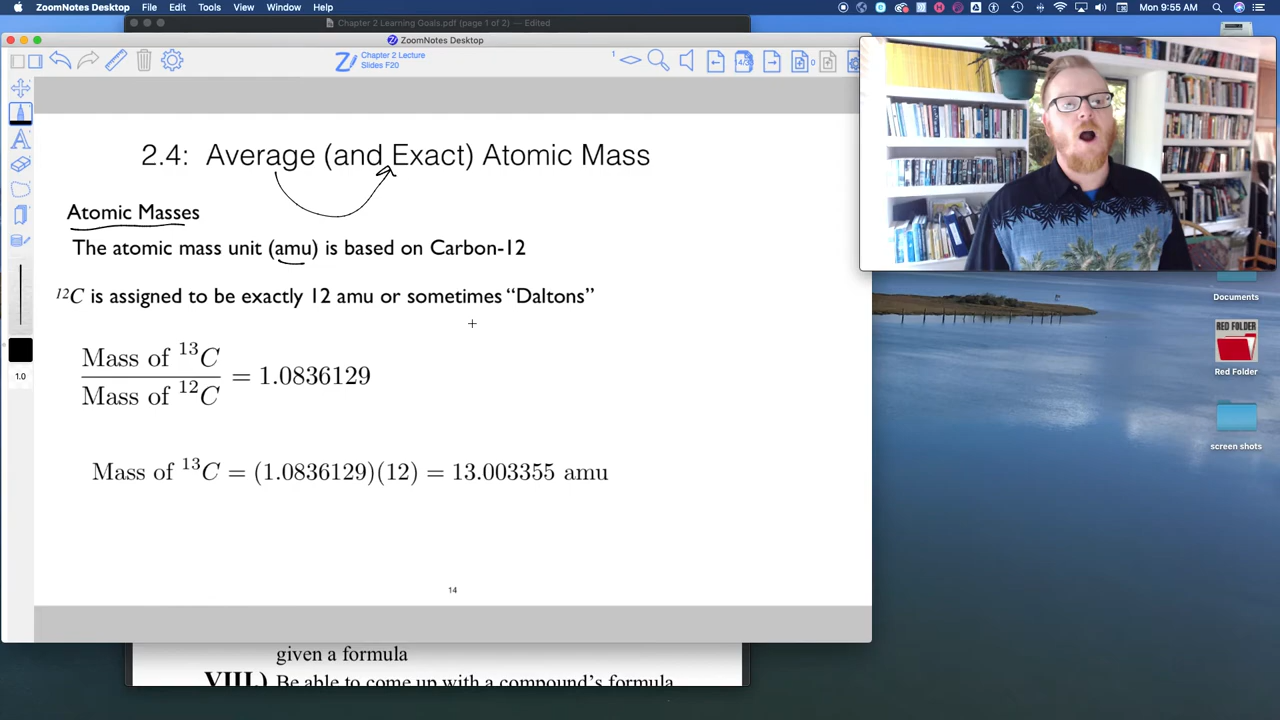 ZoomNotes Desktop File Edit Tools View Window Help
Mon 9:55 AM
Chapter 2 Learning Goals.pdf (page 1 of 2) — Edited
ZoomNotes Desktop
Chapter 2 Lecture
Slides F20
2.4: Average (and Exact) Atomic Mass
Atomic Masses
The atomic mass unit (amu) is based on Carbon-12
¹²C is assigned to be exactly 12 amu or sometimes “Daltons”
Mass of ¹³C
Mass of ¹²C
= 1.0836129
Mass of ¹³C = (1.0836129)(12) = 13.003355 amu
1.0
14
given a formula
VIII.) Be able to come up with a compound’s formula
Documents
RED FOLDER
Red Folder
screen shots